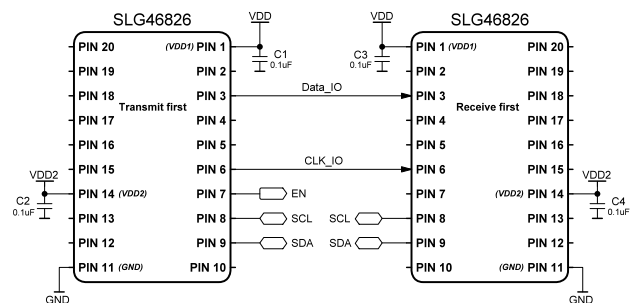 SLG46826 VDD VDD SLG46826
PIN 20 (VDD1) PIN 1 PIN 1 (VDD1) PIN 20
C1 C3
0.1uF 0.1uF
PIN 19 PIN 2 PIN 2 PIN 19
Data_IO
PIN 18 PIN 3 PIN 3 PIN 18
Transmit first Receive first
PIN 17 PIN 4 PIN 4 PIN 17
PIN 16 PIN 5 PIN 5 PIN 16
CLK_IO
PIN 15 PIN 6 PIN 6 PIN 15
VDD2 VDD2
PIN 14 (VDD2) PIN 7 EN PIN 7 (VDD2) PIN 14
C2 C4
0.1uF 0.1uF
PIN 13 PIN 8 SCL SCL PIN 8 PIN 13
PIN 12 PIN 9 SDA SDA PIN 9 PIN 12
PIN 11 (GND) PIN 10 PIN 10 (GND) PIN 11
GND GND